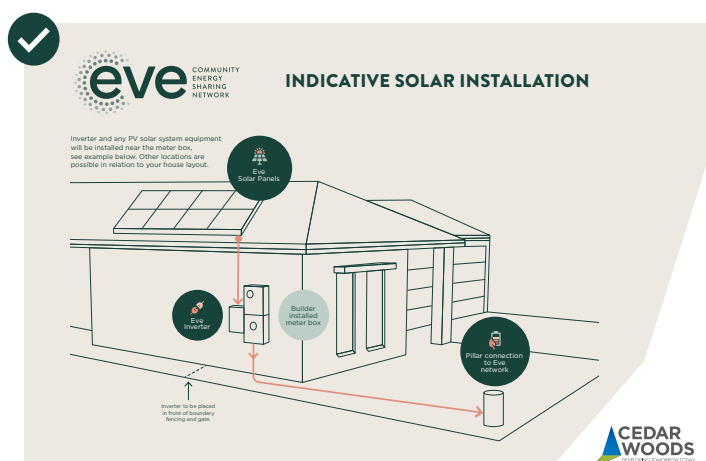 eve
COMMUNITY
ENERGY
SHARING
NETWORK
INDICATIVE SOLAR INSTALLATION
Inverter and any PV solar system equipment
will be installed near the meter box,
see example below. Other locations are
possible in relation to your house layout.
Eve
Solar Panels
Eve
Inverter
Builder
installed
meter box
Pillar connection
to Eve
network
Inverter to be placed
in front of boundary
fencing and gate.
CEDAR
WOODS
DEVELOPING TOMORROW TODAY